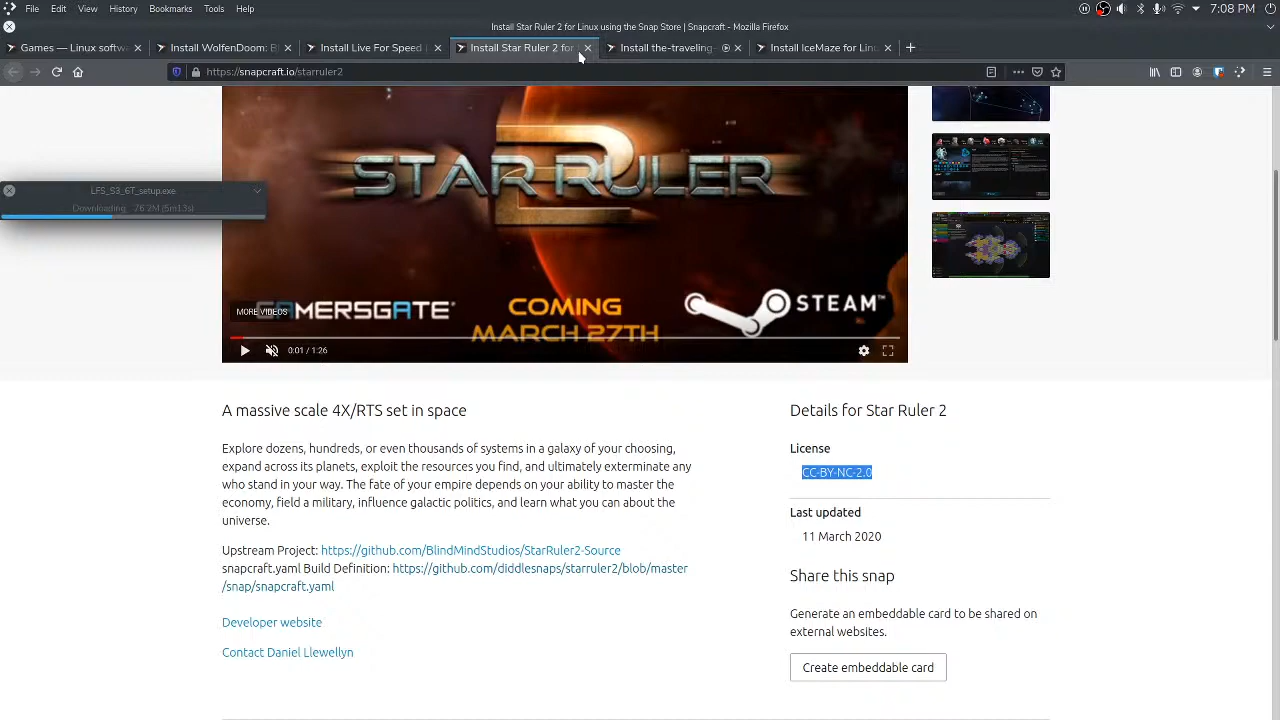 File Edit View History Bookmarks Tools Help 7:08 PM
Install Star Ruler 2 for Linux using the Snap Store | Snapcraft - Mozilla Firefox
Games — Linux softw Install WolfenDoom: Bl Install Live For Speed Install Star Ruler 2 for Install the-traveling- Install IceMaze for Linu
https://snapcraft.io/starruler2
STAR RULER
2
LFS_S3_6T_setup.exe
Downloading 76.2M (5m13s)
MORE VIDEOS
GAMERSGATE
COMING
MARCH 27TH
STEAM™
0:01 / 1:26
A massive scale 4X/RTS set in space
Explore dozens, hundreds, or even thousands of systems in a galaxy of your choosing,
expand across its planets, exploit the resources you find, and ultimately exterminate any
who stand in your way. The fate of your empire depends on your ability to master the
economy, field a military, influence galactic politics, and learn what you can about the
universe.
Upstream Project: https://github.com/BlindMindStudios/StarRuler2-Source
snapcraft.yaml Build Definition: https://github.com/diddlesnaps/starruler2/blob/master
/snap/snapcraft.yaml
Developer website
Contact Daniel Llewellyn
Details for Star Ruler 2
License
CC-BY-NC-2.0
Last updated
11 March 2020
Share this snap
Generate an embeddable card to be shared on
external websites.
Create embeddable card